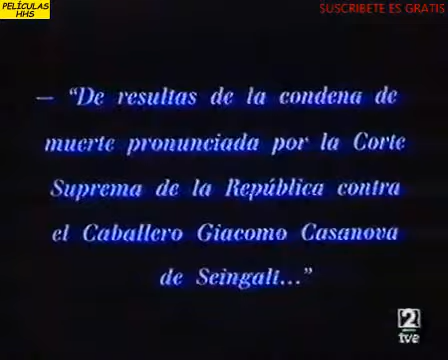 PELÍCULAS
HHS
SUSCRIBETE ES GRATIS
— "De resultas de la condena de
muerte pronunciada por la Corte
Suprema de la República contra
el Caballero Giacomo Casanova
de Seingalt..."
2
tve